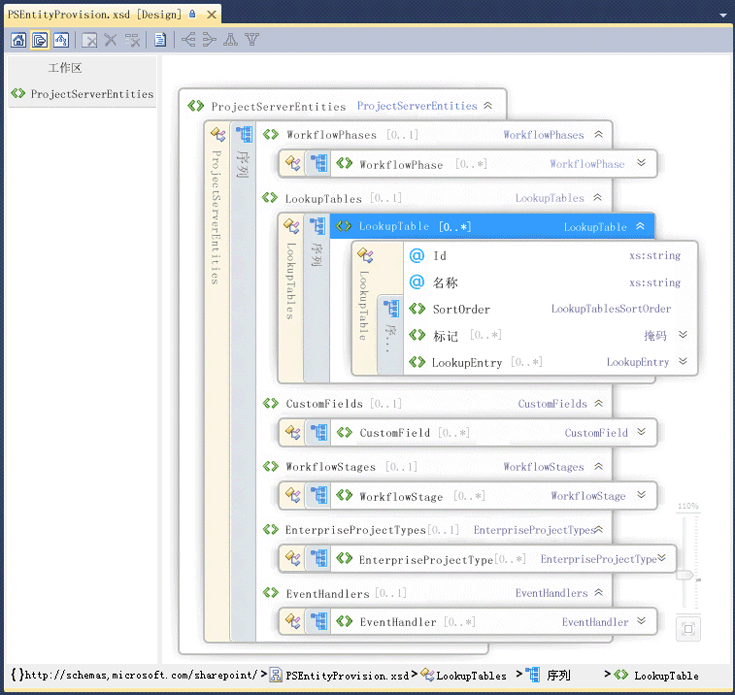 PSEntityProvision.xsd [Design]
工作区
ProjectServerEntities
ProjectServerEntities ProjectServerEntities
ProjectServerEntities
序列
WorkflowPhases [0..1] WorkflowPhases
WorkflowPhase [0..*] WorkflowPhase
LookupTables [0..1] LookupTables
LookupTables
序列
LookupTable [0..*] LookupTable
LookupTable
序...
@ Id xs:string
@ 名称 xs:string
SortOrder LookupTablesSortOrder
标记 [0..*] 掩码
LookupEntry [0..*] LookupEntry
CustomFields [0..1] CustomFields
CustomField [0..*] CustomField
WorkflowStages [0..1] WorkflowStages
WorkflowStage [0..*] WorkflowStage
EnterpriseProjectTypes[0..1] EnterpriseProjectTypes
EnterpriseProjectType[0..*] EnterpriseProjectType
EventHandlers [0..1] EventHandlers
EventHandler [0..*] EventHandler
110%
{}http://schemas,microsoft.com/sharepoint/> PSEntityProvision.xsd> LookupTables > 序列 > LookupTable